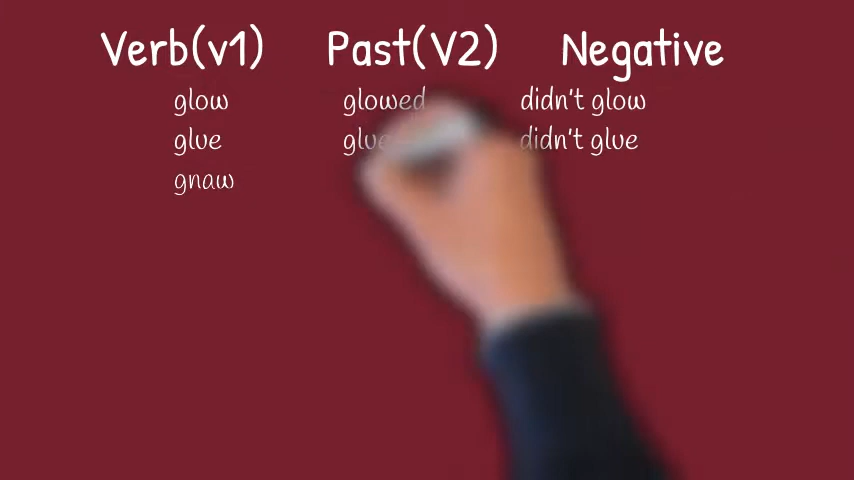 Verb(v1) Past(V2) Negative
glow glowed didn't glow
glue didn't glue
gnaw